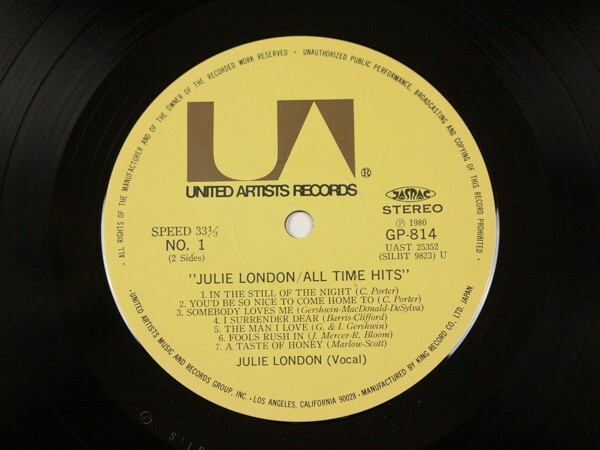 · ALL RIGHTS OF THE MANUFACTURER AND OF THE OWNER OF THE RECORDED WORK RESERVED · UNAUTHORIZED PUBLIC PERFORMANCE, BROADCASTING AND COPYING OF THIS RECORD PROHIBITED ·
UA
®
UNITED ARTISTS RECORDS
JASRAC
STEREO
SPEED 33⅓
NO. 1
(2 Sides)
Ⓟ 1980
GP-814
UAST 25352
(SILBT 9823) U
"JULIE LONDON/ALL TIME HITS"
1. IN THE STILL OF THE NIGHT (C. Porter)
2. YOU'D BE SO NICE TO COME HOME TO (C. Porter)
3. SOMEBODY LOVES ME (Gershwin-MacDonald-DeSylva)
4. I SURRENDER DEAR (Barris-Clifford)
5. THE MAN I LOVE (G. & I. Gershwin)
6. FOOLS RUSH IN (J. Mercer-R. Bloom)
7. A TASTE OF HONEY (Marlow-Scott)
JULIE LONDON (Vocal)
· UNITED ARTISTS MUSIC AND RECORDS GROUP, INC. · LOS ANGELES, CALIFORNIA 90028 · MANUFACTURED BY KING RECORD CO., LTD. JAPAN.